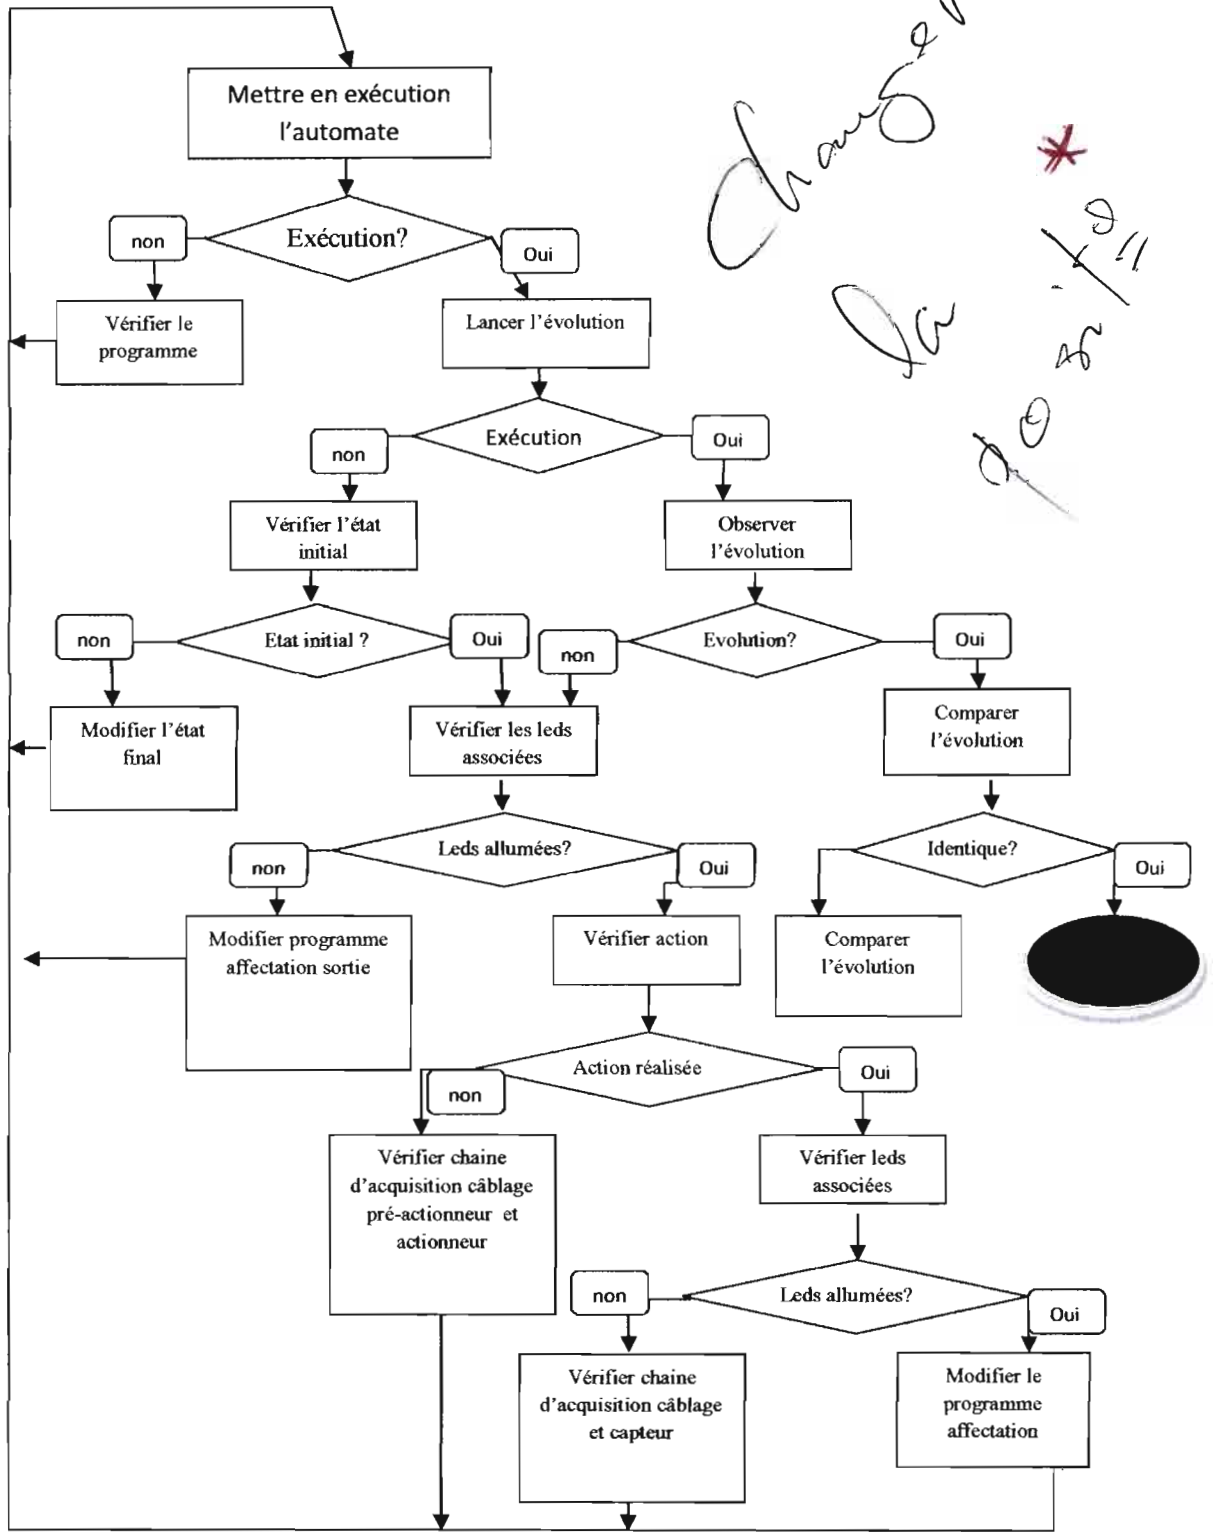 Mettre en exécution
l'automate
Exécution?
non
Oui
Vérifier le
programme
Lancer l'évolution
Exécution
non
Oui
Vérifier l'état
initial
Observer
l'évolution
Etat initial ?
non
Oui
Evolution?
non
Oui
Modifier l'état
final
Vérifier les leds
associées
Comparer
l'évolution
Leds allumées?
non
Oui
Identique?
Oui
Modifier programme
affectation sortie
Vérifier action
Comparer
l'évolution
Action réalisée
non
Oui
Vérifier chaine
d'acquisition câblage
pré-actionneur et
actionneur
Vérifier leds
associées
Leds allumées?
non
Oui
Vérifier chaine
d'acquisition câblage
et capteur
Modifier le
programme
affectation